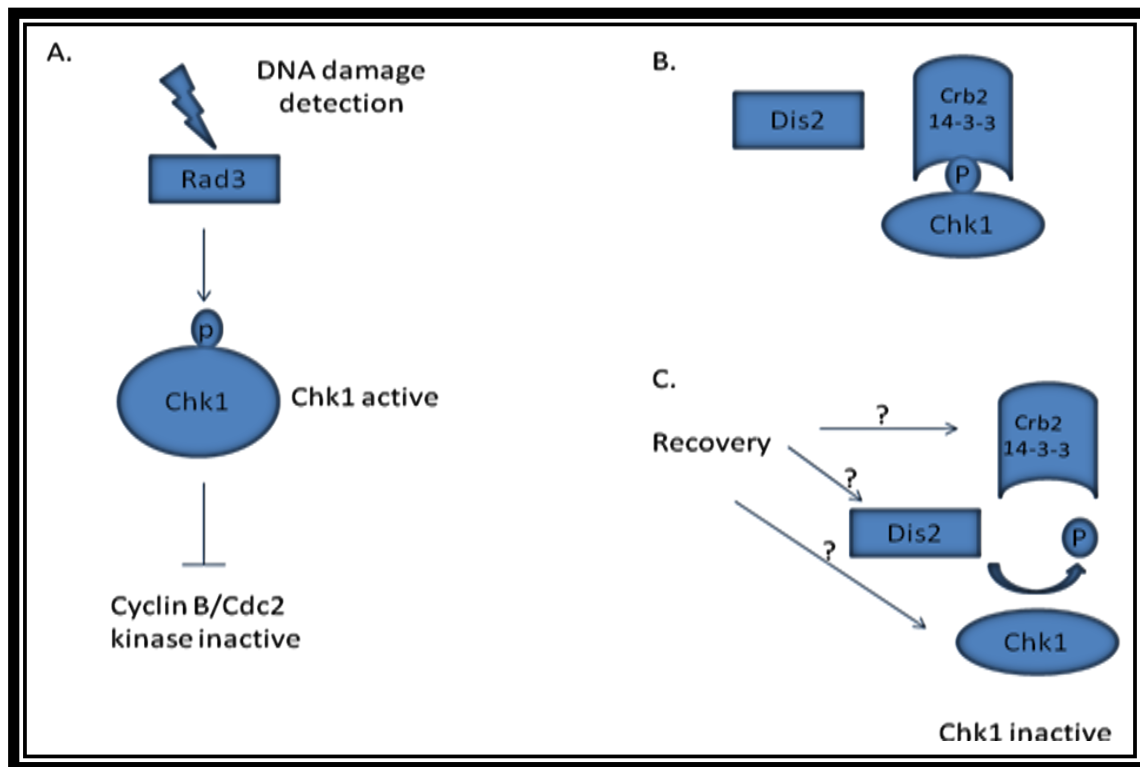 A.
DNA damage
detection
Rad3
p
Chk1
Chk1 active
Cyclin B/Cdc2
kinase inactive
B.
Dis2
Crb2
14-3-3
P
Chk1
C.
Recovery
?
?
?
Crb2
14-3-3
Dis2
P
Chk1
Chk1 inactive